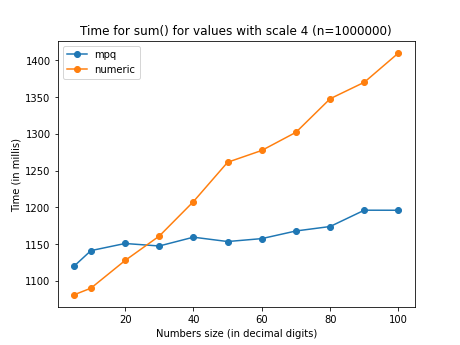 Time for sum() for values with scale 4 (n=1000000)
mpq
numeric
1400
1350
1300
1250
1200
1150
1100
Time (in millis)
20 40 60 80 100
Numbers size (in decimal digits)